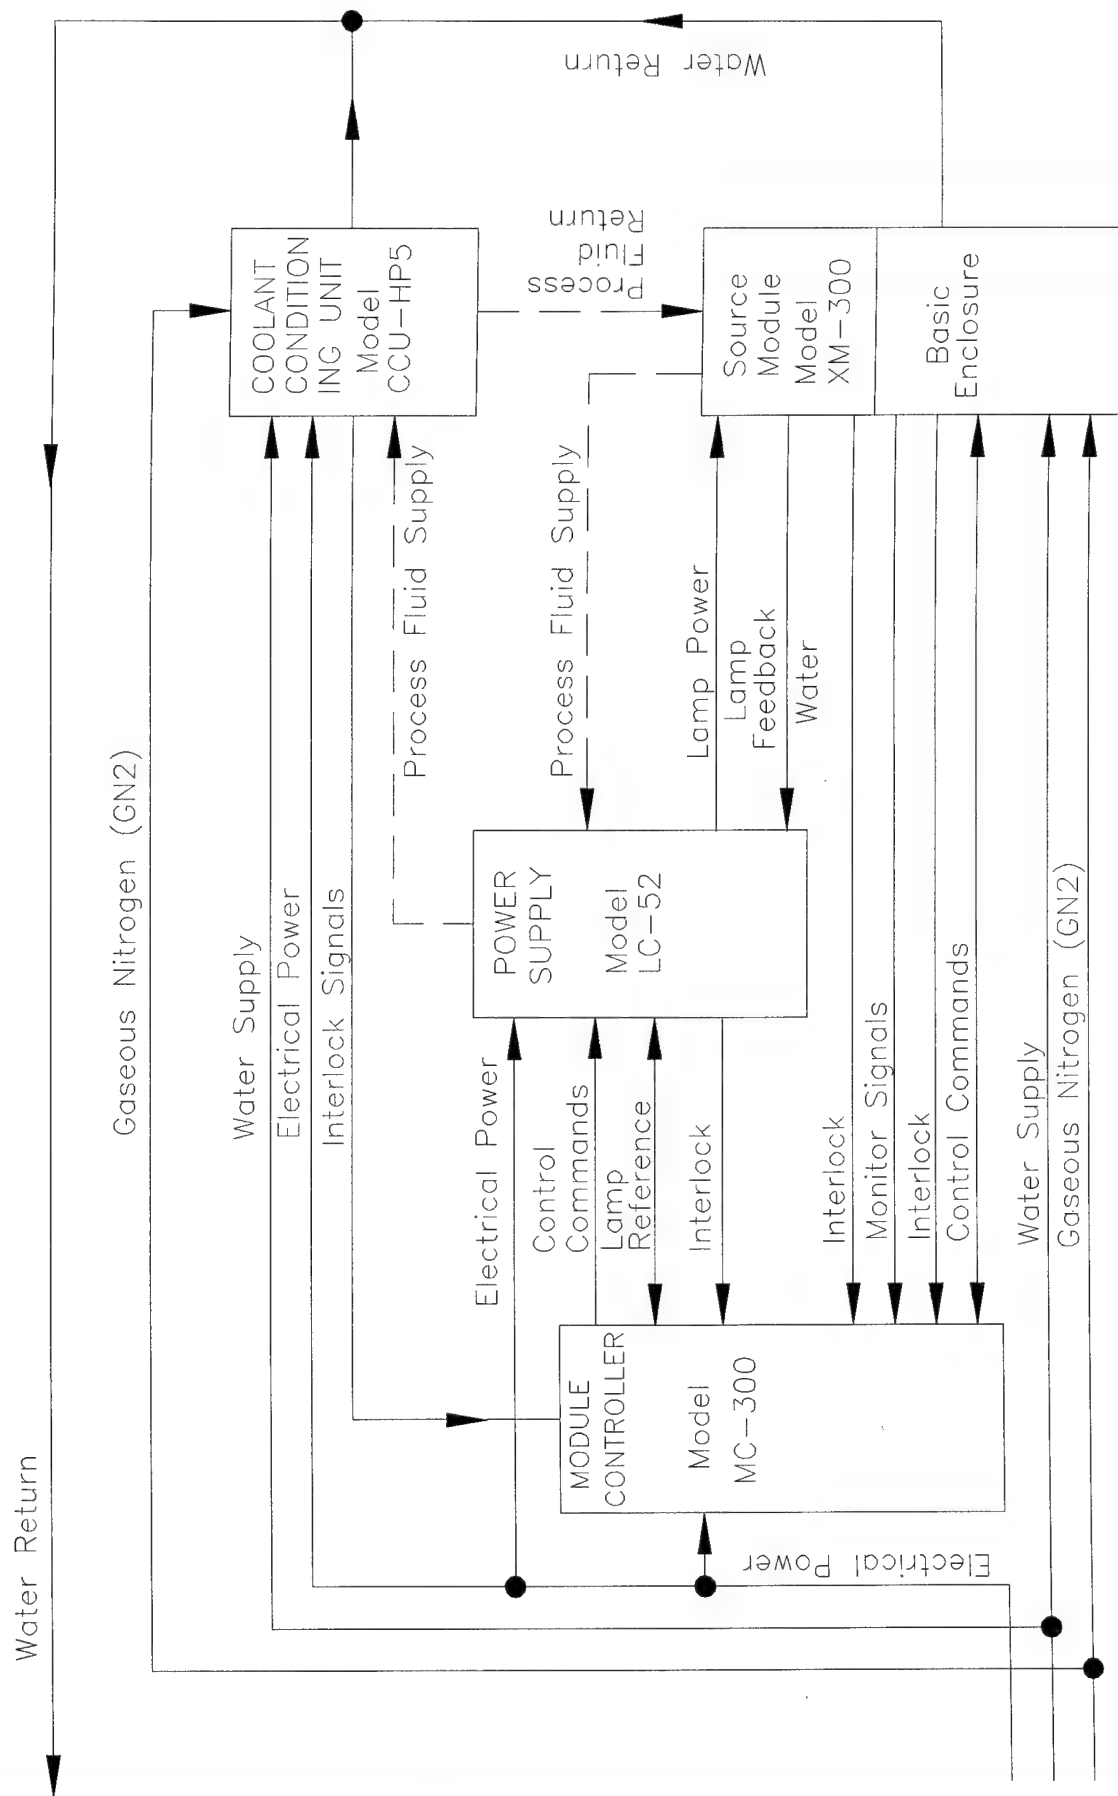 Water Return
Gaseous Nitrogen (GN2)
Water Supply
Electrical Power
Interlock Signals
COOLANT
CONDITION
ING UNIT
Model
CCU-HP5
Water Return
Process Fluid Supply
Process
Fluid
Return
Electrical Power
Control
Commands
Lamp
Reference
Interlock
POWER
SUPPLY
Model
LC-52
Process Fluid Supply
Lamp Power
Lamp
Feedback
Water
Source
Module
Model
XM-300
Basic
Enclosure
MODULE
CONTROLLER
Model
MC-300
Electrical Power
Interlock
Monitor Signals
Interlock
Control Commands
Water Supply
Gaseous Nitrogen (GN2)